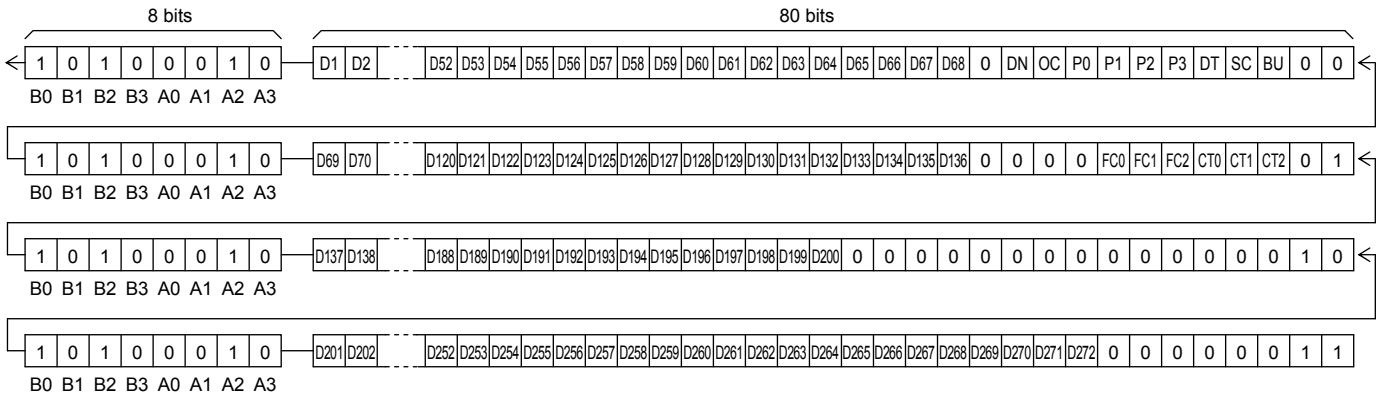 8 bits 80 bits
1 0 1 0 0 0 1 0 D1 D2 D52 D53 D54 D55 D56 D57 D58 D59 D60 D61 D62 D63 D64 D65 D66 D67 D68 0 DN OC P0 P1 P2 P3 DT SC BU 0 0
B0 B1 B2 B3 A0 A1 A2 A3
1 0 1 0 0 0 1 0 D69 D70 D120 D121 D122 D123 D124 D125 D126 D127 D128 D129 D130 D131 D132 D133 D134 D135 D136 0 0 0 0 FC0 FC1 FC2 CT0 CT1 CT2 0 1
B0 B1 B2 B3 A0 A1 A2 A3
1 0 1 0 0 0 1 0 D137 D138 D188 D189 D190 D191 D192 D193 D194 D195 D196 D197 D198 D199 D200 0 0 0 0 0 0 0 0 0 0 0 0 0 0 1 0
B0 B1 B2 B3 A0 A1 A2 A3
1 0 1 0 0 0 1 0 D201 D202 D252 D253 D254 D255 D256 D257 D258 D259 D260 D261 D262 D263 D264 D265 D266 D267 D268 D269 D270 D271 D272 0 0 0 0 0 0 1 1
B0 B1 B2 B3 A0 A1 A2 A3